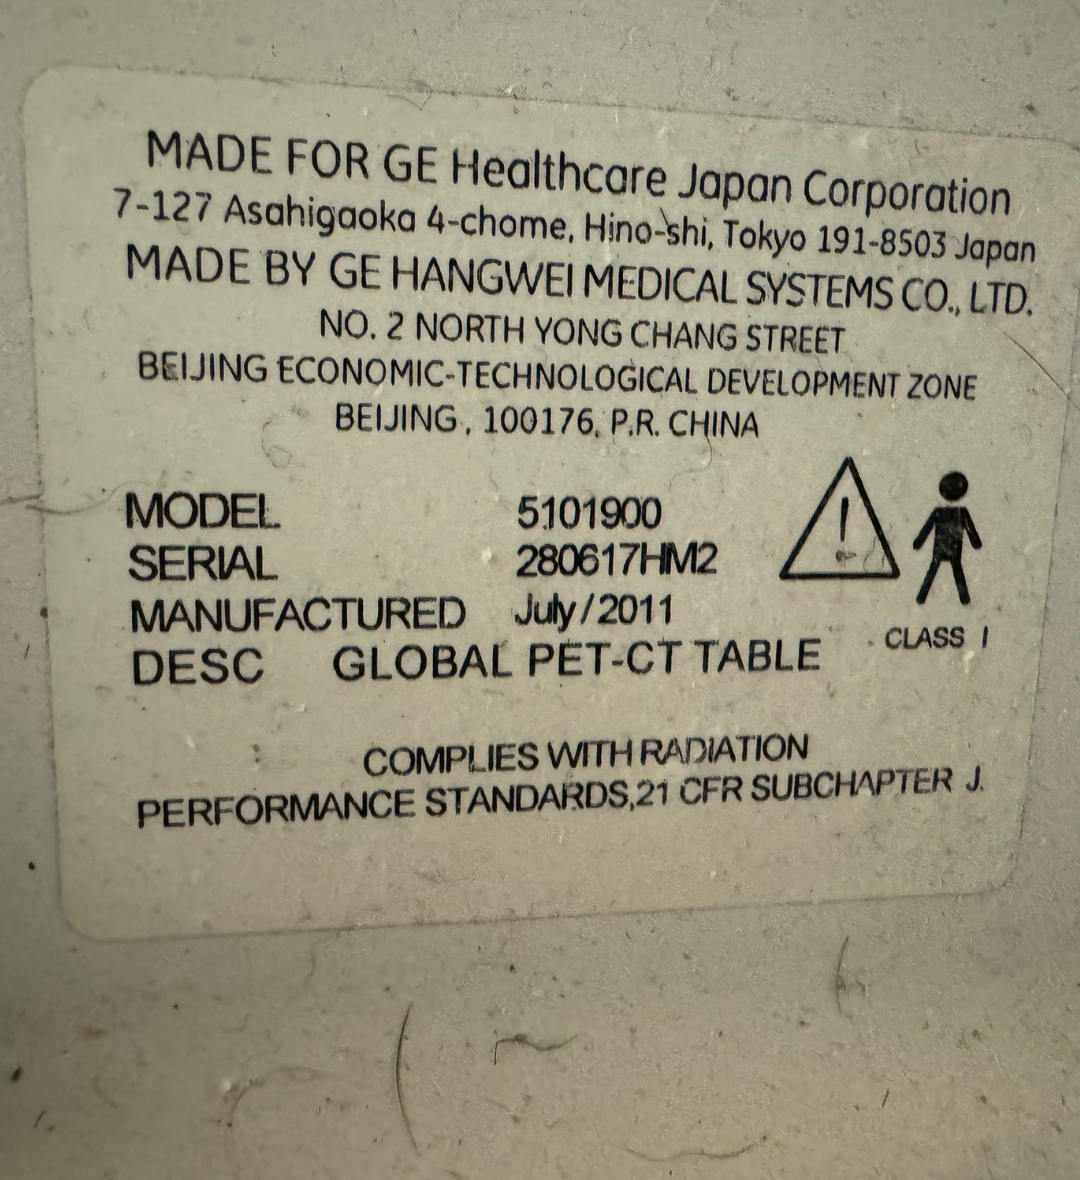 MADE FOR GE Healthcare Japan Corporation
7-127 Asahigaoka 4-chome, Hino-shi, Tokyo 191-8503 Japan
MADE BY GE HANGWEI MEDICAL SYSTEMS CO., LTD.
NO. 2 NORTH YONG CHANG STREET
BEIJING ECONOMIC-TECHNOLOGICAL DEVELOPMENT ZONE
BEIJING, 100176, P.R. CHINA
MODEL 5101900
SERIAL 280617HM2
MANUFACTURED July/2011
DESC GLOBAL PET-CT TABLE
CLASS I
COMPLIES WITH RADIATION
PERFORMANCE STANDARDS,21 CFR SUBCHAPTER J.